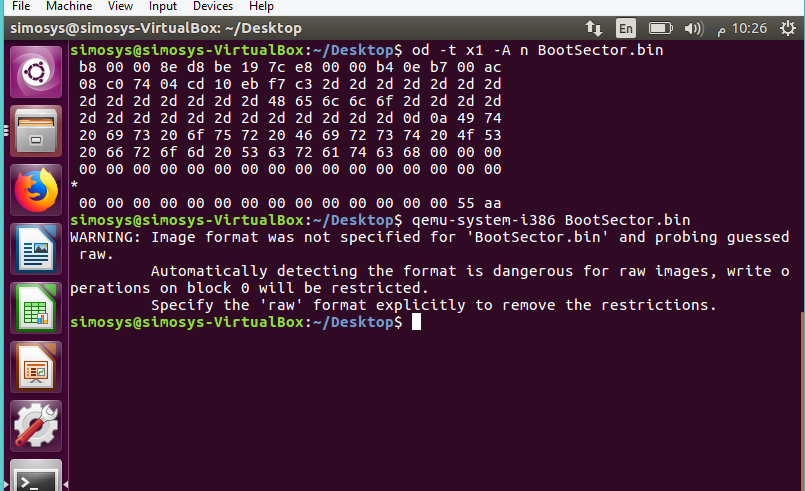 File Machine View Input Devices Help
simosys@simosys-VirtualBox: ~/Desktop En 10:26 م
simosys@simosys-VirtualBox:~/Desktop$ od -t x1 -A n BootSector.bin
b8 00 00 8e d8 be 19 7c e8 00 00 b4 0e b7 00 ac
08 c0 74 04 cd 10 eb f7 c3 2d 2d 2d 2d 2d 2d 2d
2d 2d 2d 2d 2d 2d 2d 48 65 6c 6c 6f 2d 2d 2d 2d
2d 2d 2d 2d 2d 2d 2d 2d 2d 2d 2d 2d 0d 0a 49 74
20 69 73 20 6f 75 72 20 46 69 72 73 74 20 4f 53
20 66 72 6f 6d 20 53 63 72 61 74 63 68 00 00 00
00 00 00 00 00 00 00 00 00 00 00 00 00 00 00 00
*
00 00 00 00 00 00 00 00 00 00 00 00 00 00 55 aa
simosys@simosys-VirtualBox:~/Desktop$ qemu-system-i386 BootSector.bin
WARNING: Image format was not specified for 'BootSector.bin' and probing guessed
raw.
Automatically detecting the format is dangerous for raw images, write o
perations on block 0 will be restricted.
Specify the 'raw' format explicitly to remove the restrictions.
simosys@simosys-VirtualBox:~/Desktop$